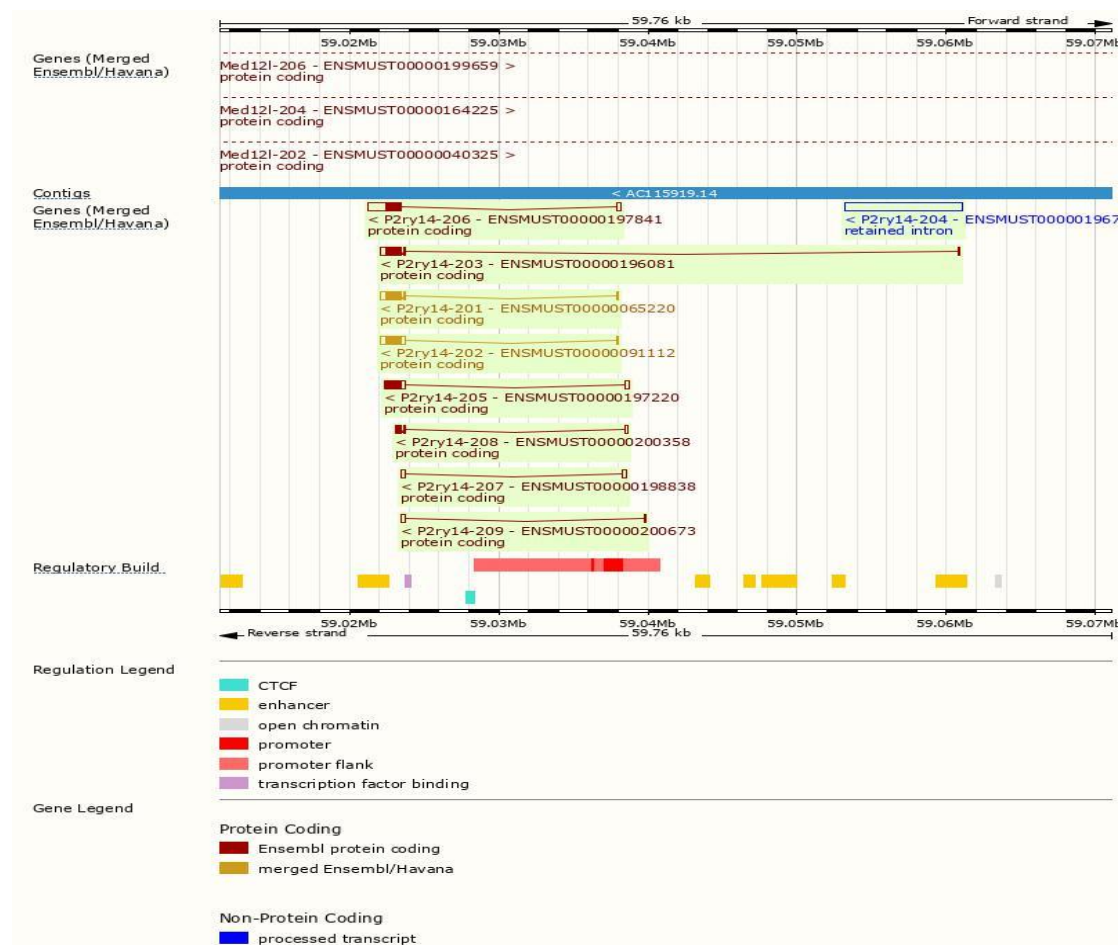 59.76 kb Forward strand
59.02Mb 59.03Mb 59.04Mb 59.05Mb 59.06Mb 59.07Mb
Genes (Merged
Ensembl/Havana)
Med12l-206 - ENSMUST00000199659 >
protein coding
Med12l-204 - ENSMUST00000164225 >
protein coding
Med12l-202 - ENSMUST00000040325 >
protein coding
Contigs
< AC115919.14
Genes (Merged
Ensembl/Havana)
< P2ry14-206 - ENSMUST00000197841
protein coding
< P2ry14-204 - ENSMUST000001967
retained intron
< P2ry14-203 - ENSMUST00000196081
protein coding
< P2ry14-201 - ENSMUST00000065220
protein coding
< P2ry14-202 - ENSMUST00000091112
protein coding
< P2ry14-205 - ENSMUST00000197220
protein coding
< P2ry14-208 - ENSMUST00000200358
protein coding
< P2ry14-207 - ENSMUST00000198838
protein coding
< P2ry14-209 - ENSMUST00000200673
protein coding
Regulatory Build
59.02Mb 59.03Mb 59.04Mb 59.05Mb 59.06Mb 59.07Mb
Reverse strand 59.76 kb
Regulation Legend
CTCF
enhancer
open chromatin
promoter
promoter flank
transcription factor binding
Gene Legend
Protein Coding
Ensembl protein coding
merged Ensembl/Havana
Non-Protein Coding
processed transcript